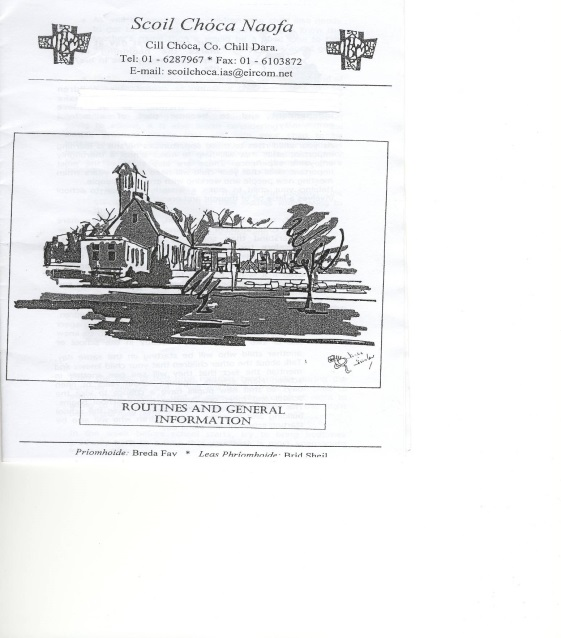 Scoil Chóca Naofa
Cill Chóca, Co. Chill Dara.
Tel: 01 - 6287967 * Fax: 01 - 6103872
E-mail: scoilchoca.ias@eircom.net
ROUTINES AND GENERAL
INFORMATION
Príomhoide: Breda Fay * Leas Phríomhoide: Bríd Sheil